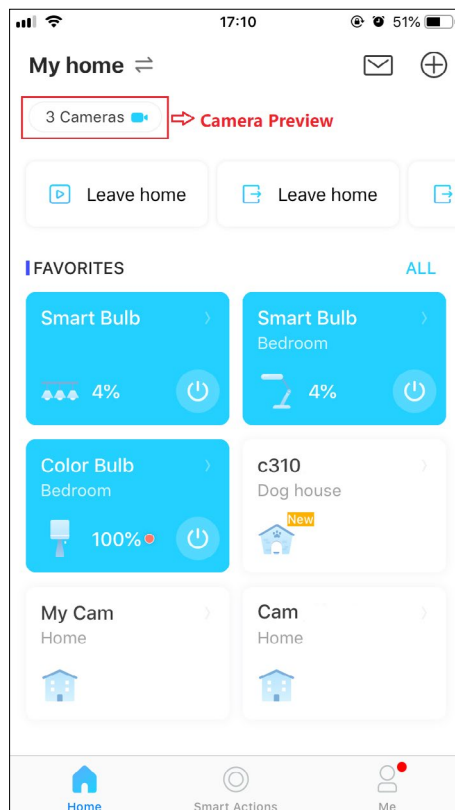 17:10
51%
My home
3 Cameras
Camera Preview
Leave home
Leave home
FAVORITES
ALL
Smart Bulb
4%
Smart Bulb
Bedroom
4%
Color Bulb
Bedroom
100%
c310
Dog house
New
My Cam
Home
Cam
Home
Home
Smart Actions
Me